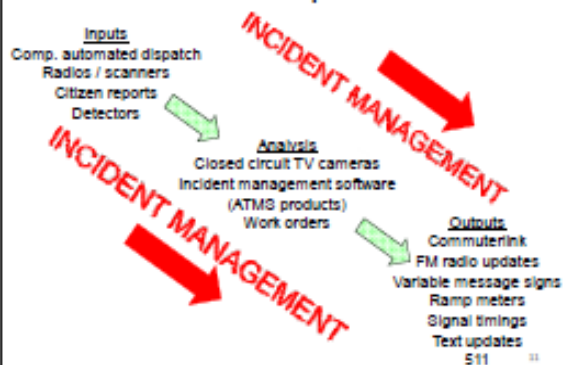 Inputs
Comp. automated dispatch
Radios / scanners
Citizen reports
Detectors
INCIDENT MANAGEMENT
INCIDENT MANAGEMENT
Analysis
Closed circuit TV cameras
Incident management software
(ATMS products)
Work orders
Outputs
Commuterlink
FM radio updates
Variable message signs
Ramp meters
Signal timings
Text updates
511